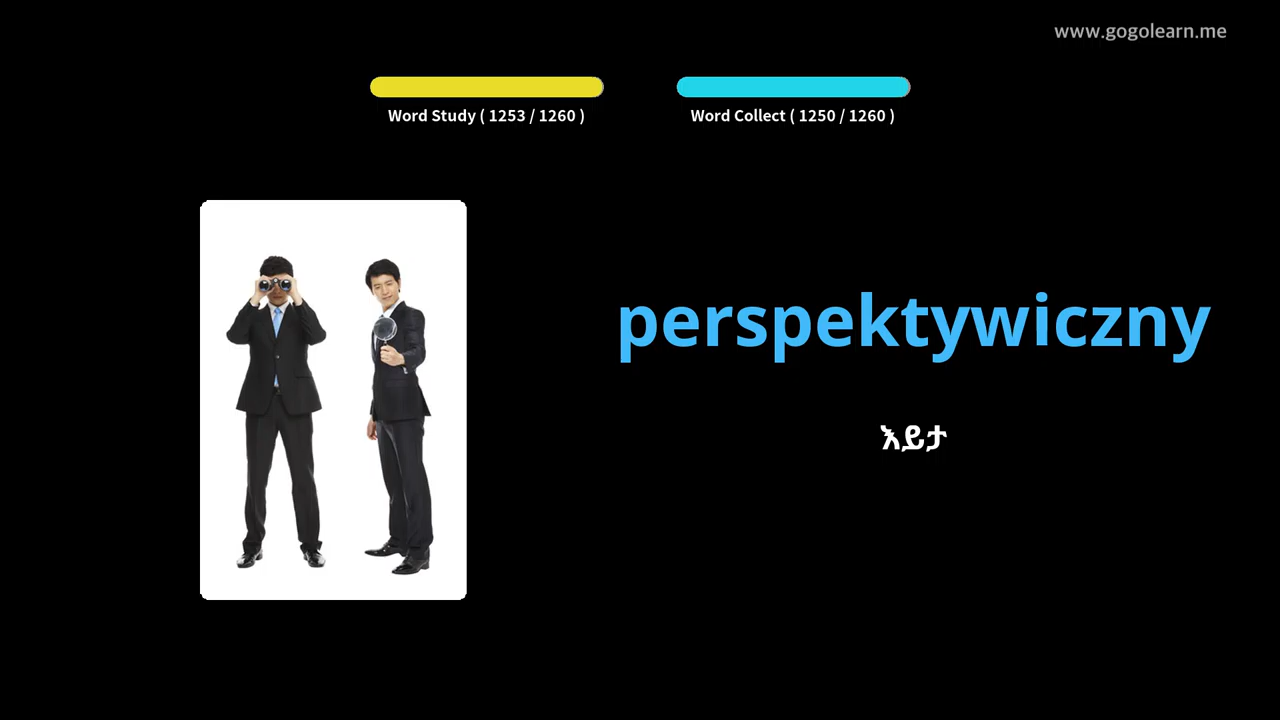 www.gogolearn.me
Word Study ( 1253 / 1260 )
Word Collect ( 1250 / 1260 )
perspektywiczny
እይታ